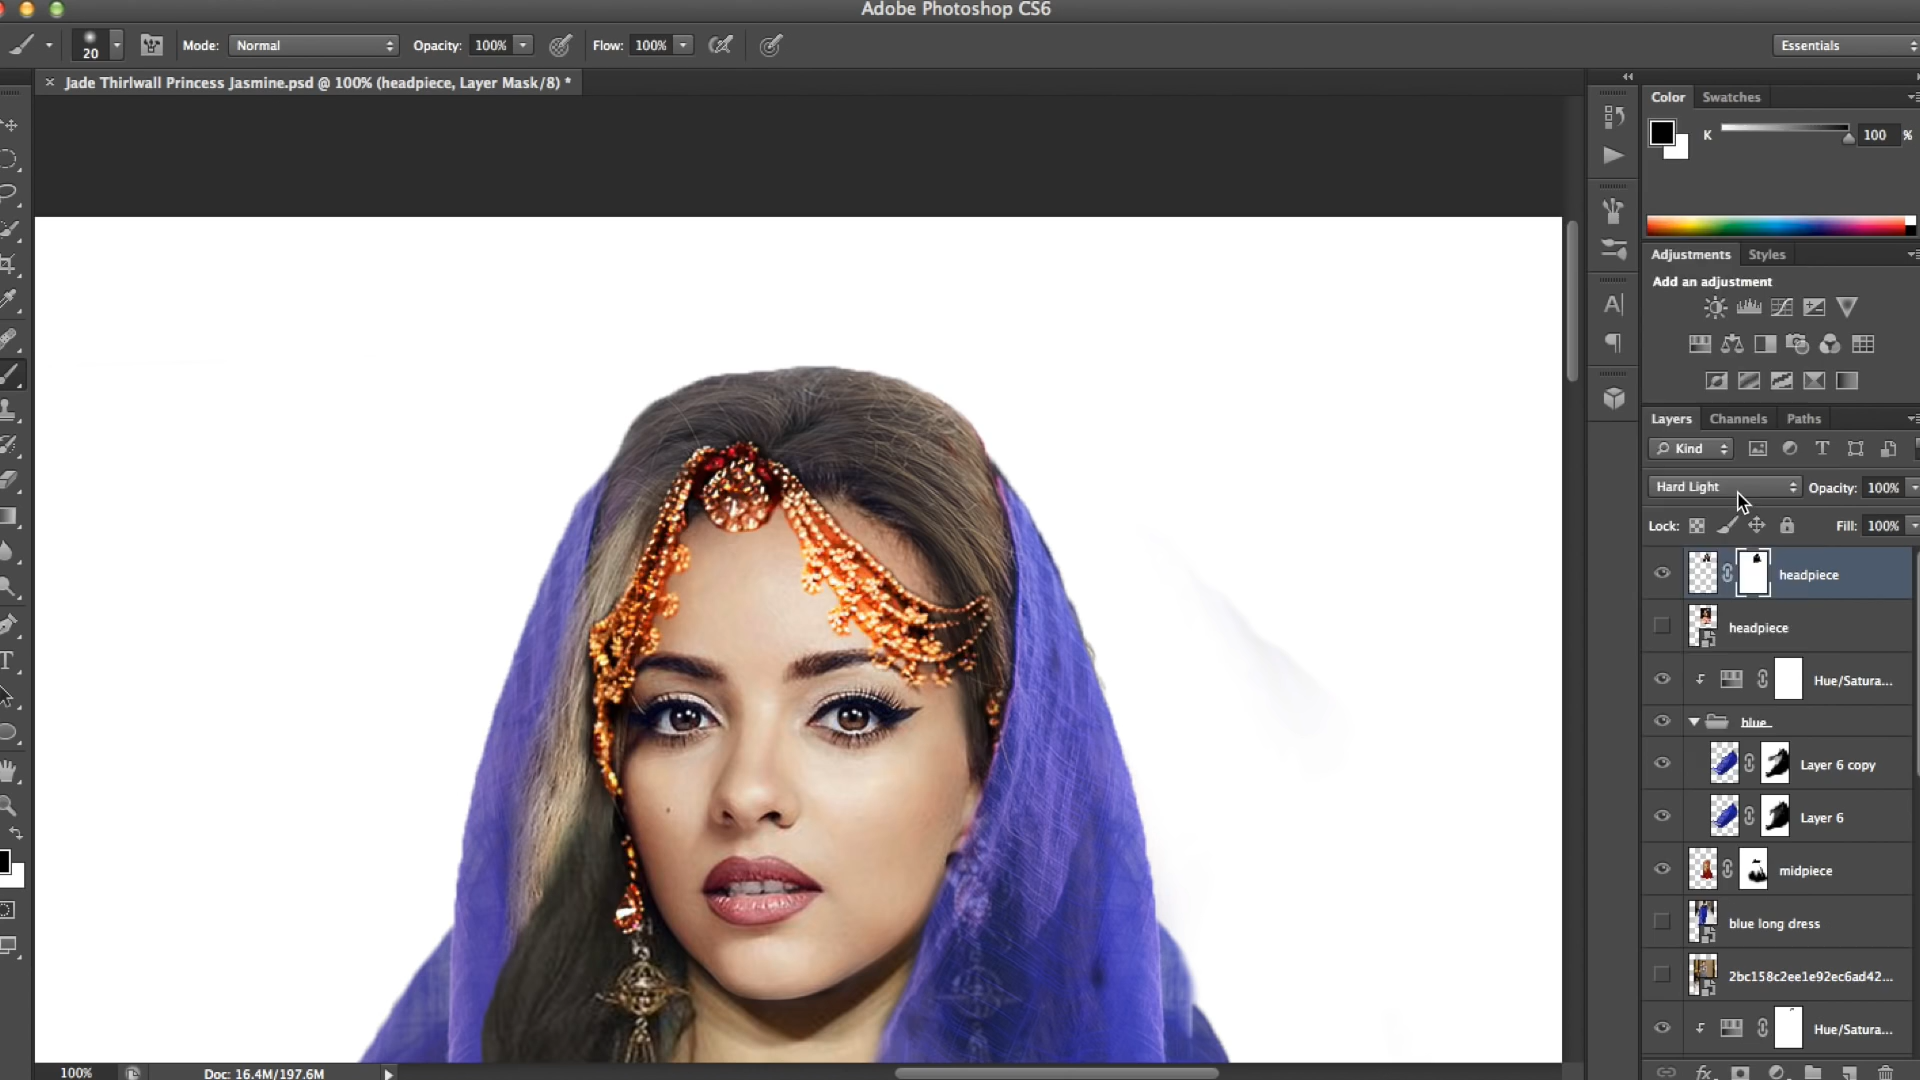 Adobe Photoshop CS6
20
Mode: Normal Opacity: 100% Flow: 100% Essentials
× Jade Thirlwall Princess Jasmine.psd @ 100% (headpiece, Layer Mask/8) *
Color Swatches
K 100 %
Adjustments Styles
Add an adjustment
Layers Channels Paths
Kind
Hard Light Opacity: 100%
Lock: Fill: 100%
headpiece
headpiece
Hue/Satura...
blue
Layer 6 copy
Layer 6
midpiece
blue long dress
2bc158c2ee1e92ec6ad42...
Hue/Satura...
100% Doc: 16.4M/197.6M